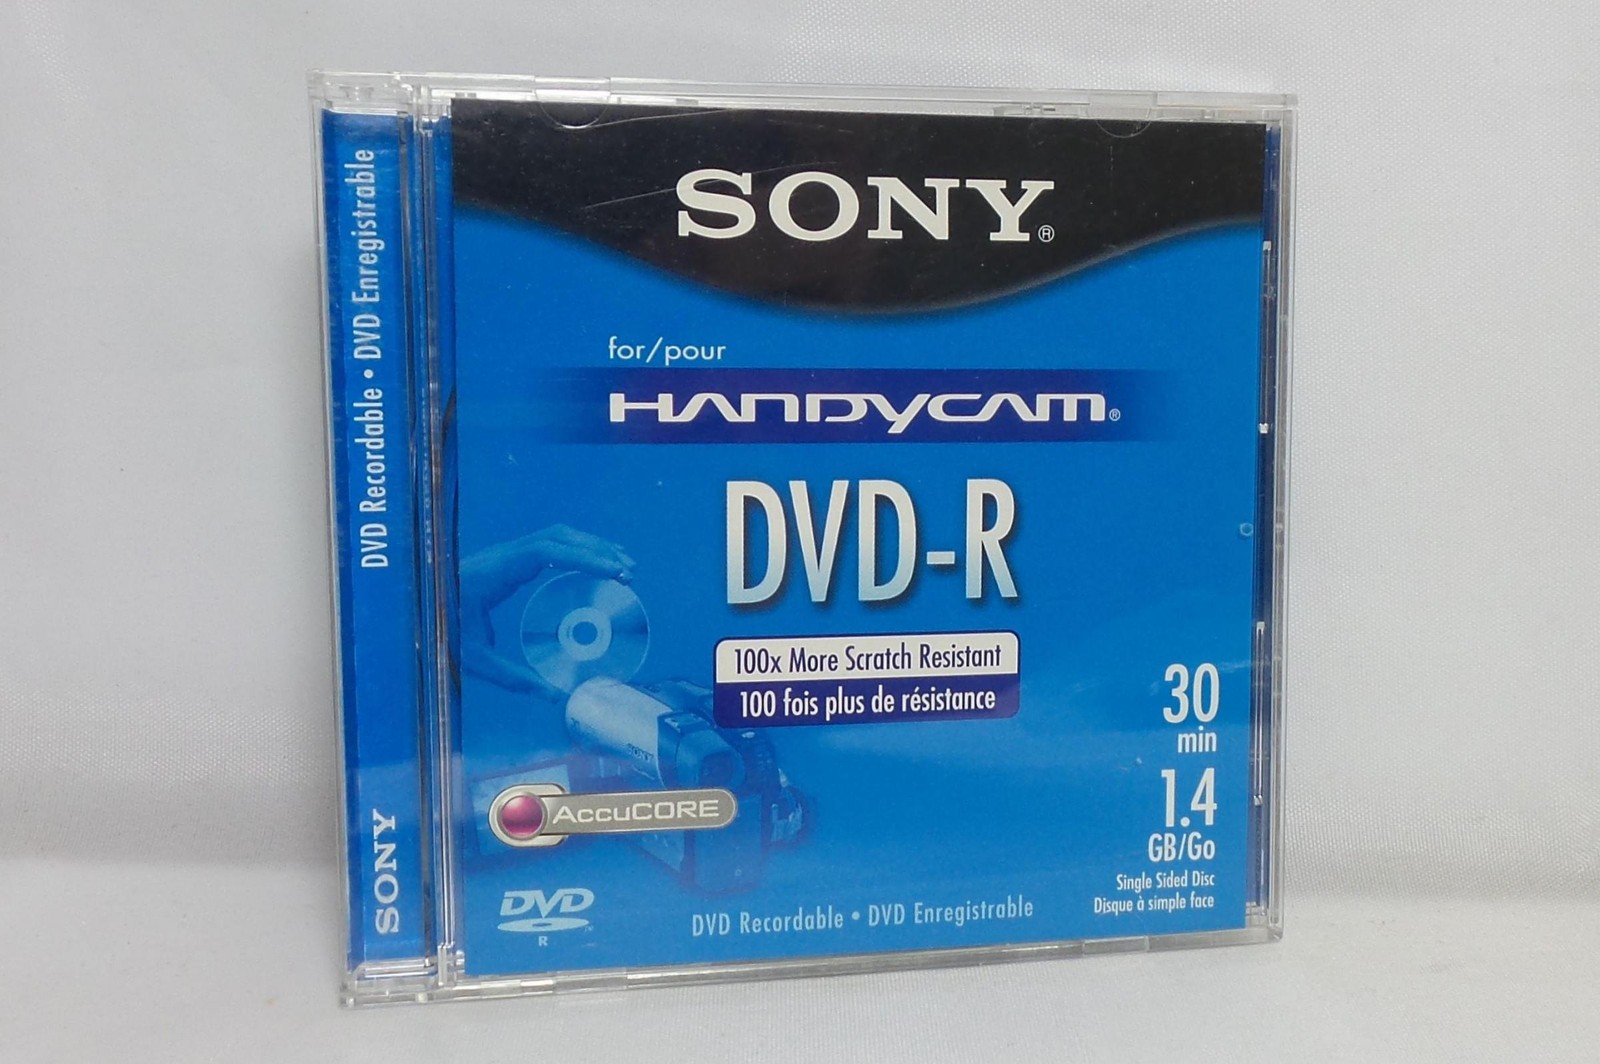 SONY®
for/pour
HANDYCAM®
DVD-R
100x More Scratch Resistant
100 fois plus de résistance
30
min
1.4
GB/Go
Single Sided Disc
Disque à simple face
AccuCORE
DVD
R
DVD Recordable • DVD Enregistrable
SONY
DVD Recordable • DVD Enregistrable
SONY